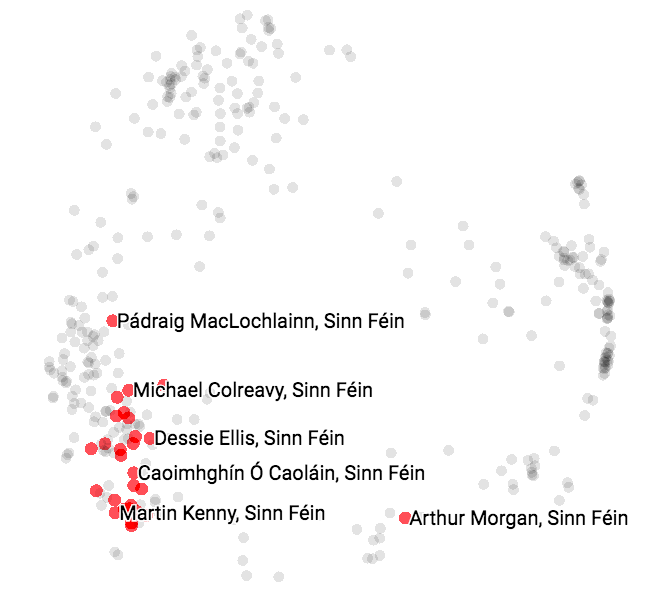 Pádraig MacLochlainn, Sinn Féin
Michael Colreavy, Sinn Féin
Dessie Ellis, Sinn Féin
Caoimhghín Ó Caoláin, Sinn Féin
Martin Kenny, Sinn Féin
Arthur Morgan, Sinn Féin